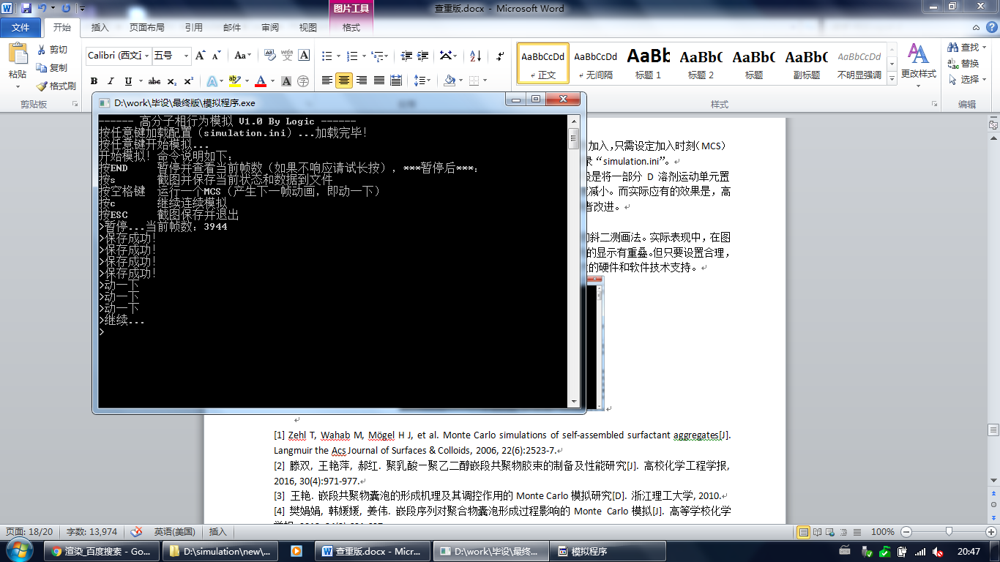 图片工具
查重版.docx - Microsoft Word
文件 开始 插入 页面布局 引用 邮件 审阅 视图 格式
剪切
复制
格式刷
粘贴
剪贴板
Calibri (西文正 五号
AaBbCcDd AaBbCcDd AaBb AaBbC AaBbC AaBbC AaBbCcDd
正文 无间隔 标题 1 标题 2 标题 副标题 不明显强调
更改样式
样式
查找
替换
选择
编辑
D:\work\毕设\最终版\模拟程序.exe
------ 高分子相行为模拟 V1.0 By Logic ------
按任意键加载配置（simulation.ini）...加载完毕!
按任意键开始模拟...
开始模拟! 命令说明如下:
按END 暂停并查看当前帧数（如果不响应请试长按）, ***暂停后***:
按s 截图并保存当前状态和数据到文件
按空格键 运行一个MCS（产生下一帧动画, 即动一下）
按c 继续连续模拟
按ESC 截图保存并退出
>暂停...当前帧数: 3944
>保存成功!
>保存成功!
>保存成功!
>保存成功!
>动一下
>动一下
>动一下
>继续...
>
加入，只需设定加入时刻（MCS）
录“simulation.ini”。
是将一部分 D 溶剂运动单元置
减小。而实际应有的效果是，高
者改进。
斜二测画法。实际表现中，在图
的显示有重叠。但只要设置合理，
的硬件和软件技术支持。
[1] Zehl T, Wahab M, Mögel H J, et al. Monte Carlo simulations of self-assembled surfactant aggregates[J].
Langmuir the Acs Journal of Surfaces & Colloids, 2006, 22(6):2523-7.
[2] 滕双, 王艳萍, 郝红. 聚乳酸—聚乙二醇嵌段共聚物胶束的制备及性能研究[J]. 高校化学工程学报,
2016, 30(4):971-977.
[3] 王艳. 嵌段共聚物囊泡的形成机理及其调控作用的 Monte Carlo 模拟研究[D]. 浙江理工大学, 2010.
[4] 樊娟娟, 韩媛媛, 姜伟. 嵌段序列对聚合物囊泡形成过程影响的 Monte Carlo 模拟[J]. 高等学校化学
页面: 18/20 字数: 13,974 英语(美国) 插入 100%
渲染_百度搜索 - Go... D:\simulation\new\... 查重版.docx - Micr... D:\work\毕设\最终... 模拟程序 20:47